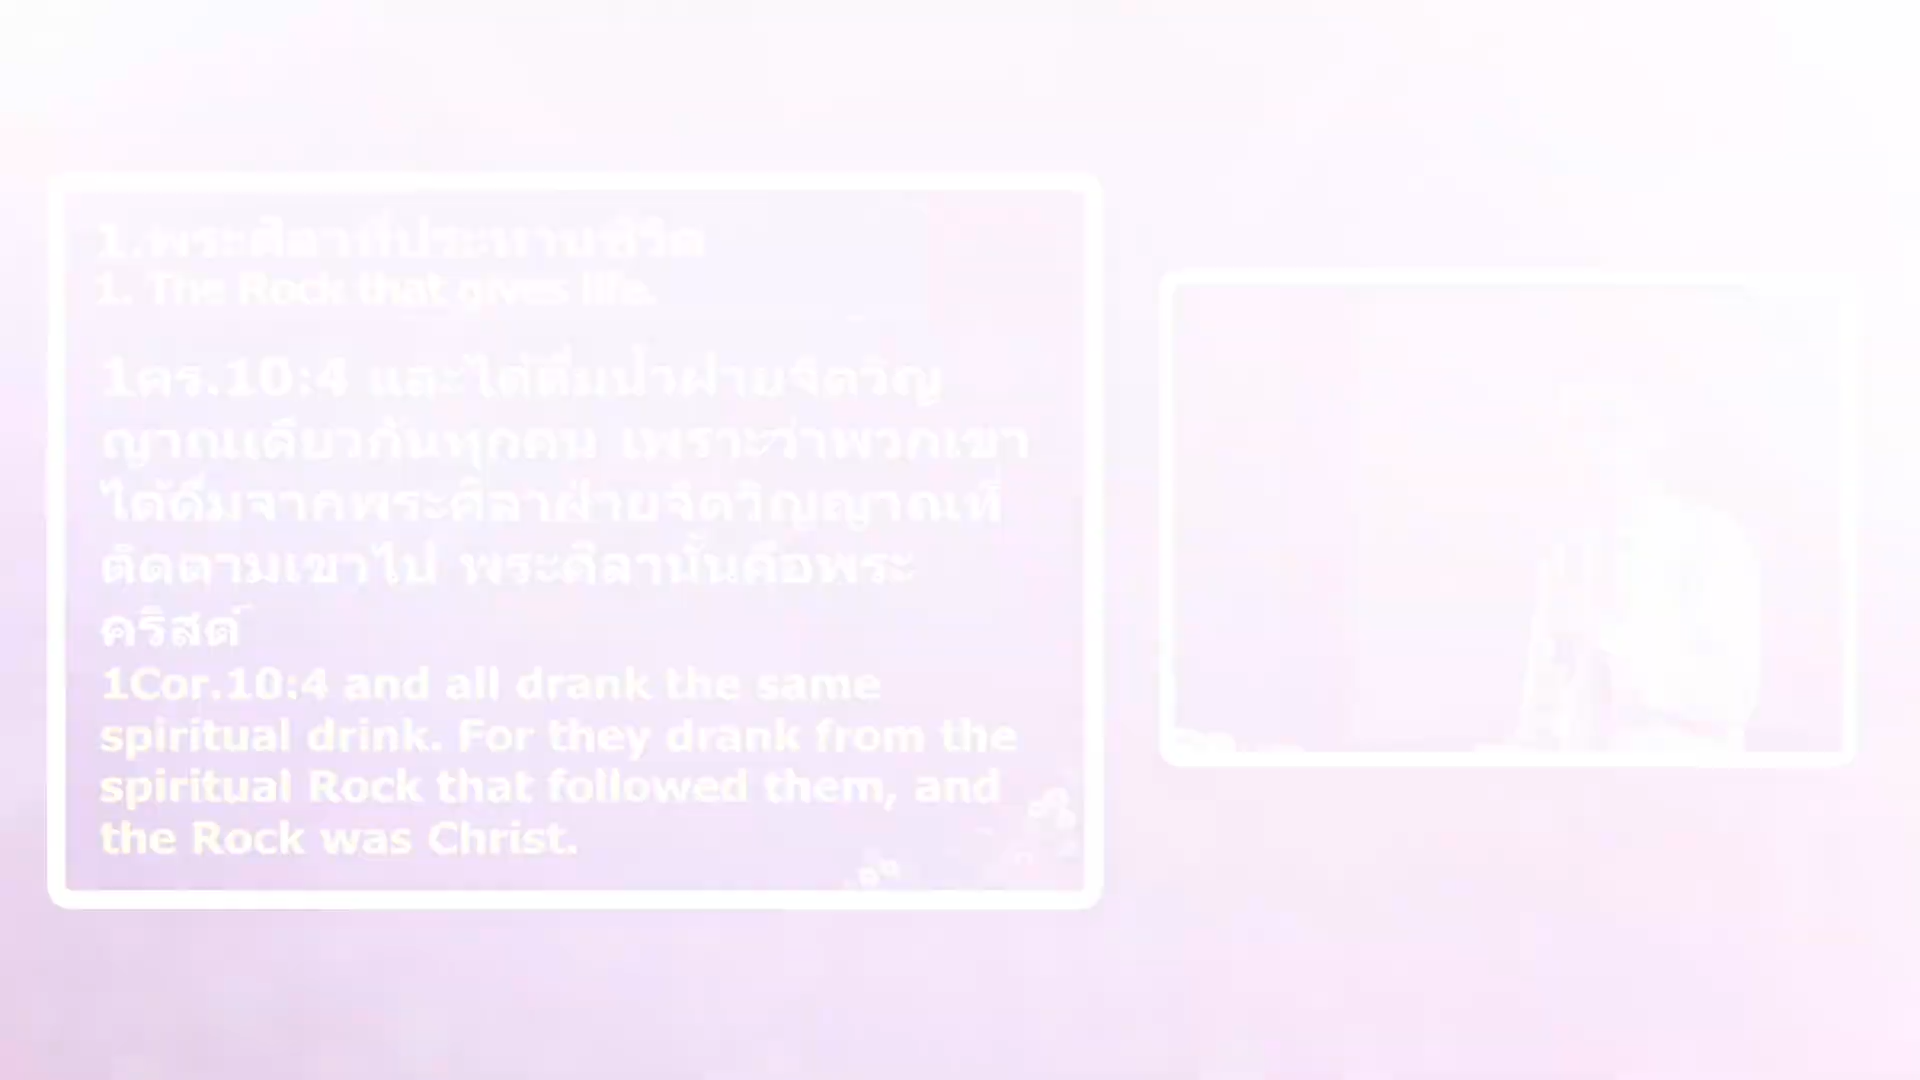 1.พระศิลาที่ประทานชีวิต
1. The Rock that gives life.
1คร.10:4 และได้ดื่มน้ำฝ่ายจิตวิญ
ญาณเดียวกันทุกคน เพราะว่าพวกเขา
ได้ดื่มจากพระศิลาฝ่ายจิตวิญญาณที่
ติดตามเขาไป พระศิลานั้นคือพระ
คริสต์
1Cor.10:4 and all drank the same
spiritual drink. For they drank from the
spiritual Rock that followed them, and
the Rock was Christ.